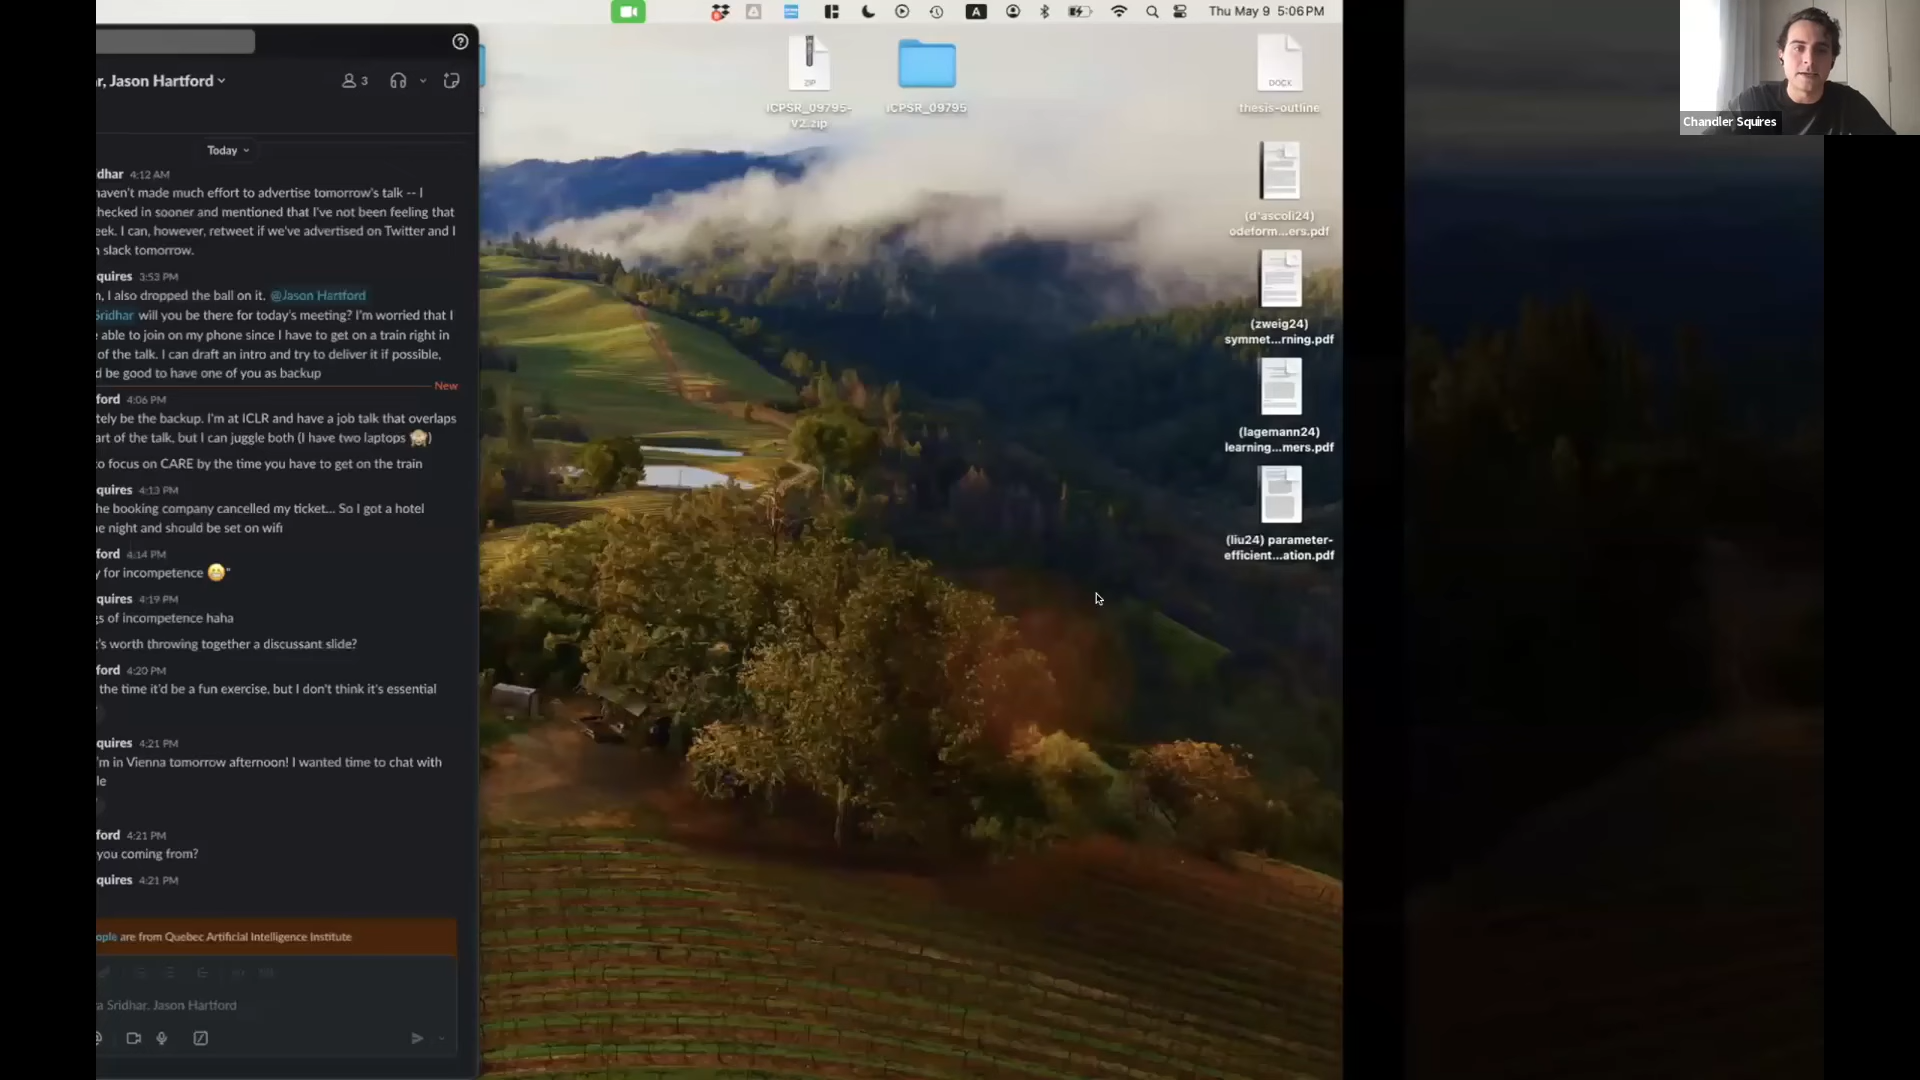 Thu May 9 5:06 PM
A
Chandler Squires
ar, Jason Hartford
3
Today
idhar 4:12 AM
haven't made much effort to advertise tomorrow's talk -- I
hecked in sooner and mentioned that I've not been feeling that
eek. I can, however, retweet if we've advertised on Twitter and I
n slack tomorrow.
quires 3:53 PM
n, I also dropped the ball on it. @Jason Hartford
Sridhar will you be there for today's meeting? I'm worried that I
able to join on my phone since I have to get on a train right in
of the talk. I can draft an intro and try to deliver it if possible,
d be good to have one of you as backup
New
ford 4:06 PM
tely be the backup. I'm at ICLR and have a job talk that overlaps
art of the talk, but I can juggle both (I have two laptops 🙈)
o focus on CARE by the time you have to get on the train
quires 4:13 PM
he booking company cancelled my ticket... So I got a hotel
e night and should be set on wifi
ford 4:14 PM
y for incompetence 😁"
quires 4:19 PM
gs of incompetence haha
t's worth throwing together a discussant slide?
ford 4:20 PM
the time it'd be a fun exercise, but I don't think it's essential
quires 4:21 PM
'm in Vienna tomorrow afternoon! I wanted time to chat with
le
ford 4:21 PM
you coming from?
quires 4:21 PM
ople are from Quebec Artificial Intelligence Institute
a Sridhar, Jason Hartford
ZIP
ICPSR_09795-
V2.zip
ICPSR_09795
DOCX
thesis-outline
(d'ascoli24)
odeform...ers.pdf
(zweig24)
symmet...rning.pdf
(lagemann24)
learning...mers.pdf
(liu24) parameter-
efficient...ation.pdf